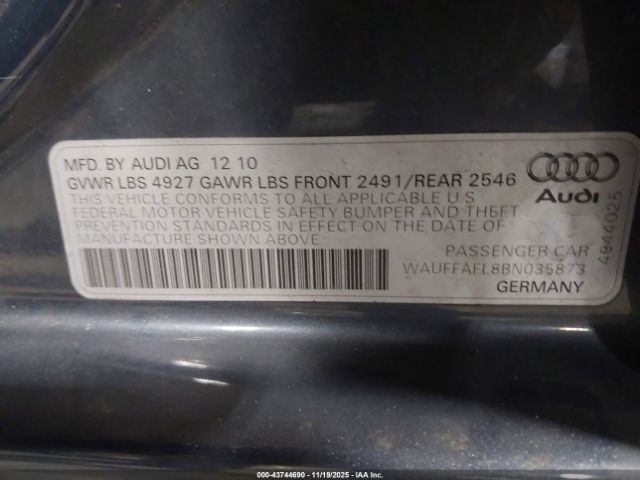 MFD. BY AUDI AG 12 10
GVWR LBS 4927 GAWR LBS FRONT 2491/REAR 2546
THIS VEHICLE CONFORMS TO ALL APPLICABLE U.S
FEDERAL MOTOR VEHICLE SAFETY BUMPER AND THEFT
PREVENTION STANDARDS IN EFFECT ON THE DATE OF
MANUFACTURE SHOWN ABOVE.
Audi
4944025
PASSENGER CAR
WAUFFAFL8BN035873
GERMANY
00-43744690 - 11/19/2025 - IAA Inc.